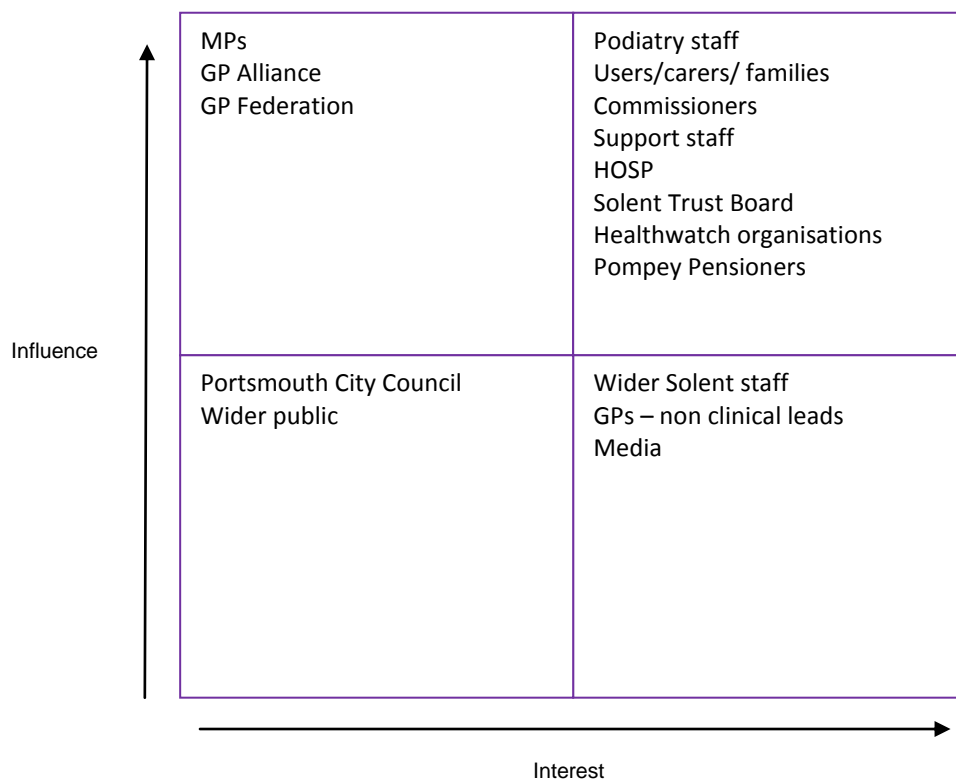 MPs
GP Alliance
GP Federation
Podiatry staff
Users/carers/ families
Commissioners
Support staff
HOSP
Solent Trust Board
Healthwatch organisations
Pompey Pensioners
Influence
Portsmouth City Council
Wider public
Wider Solent staff
GPs – non clinical leads
Media
Interest